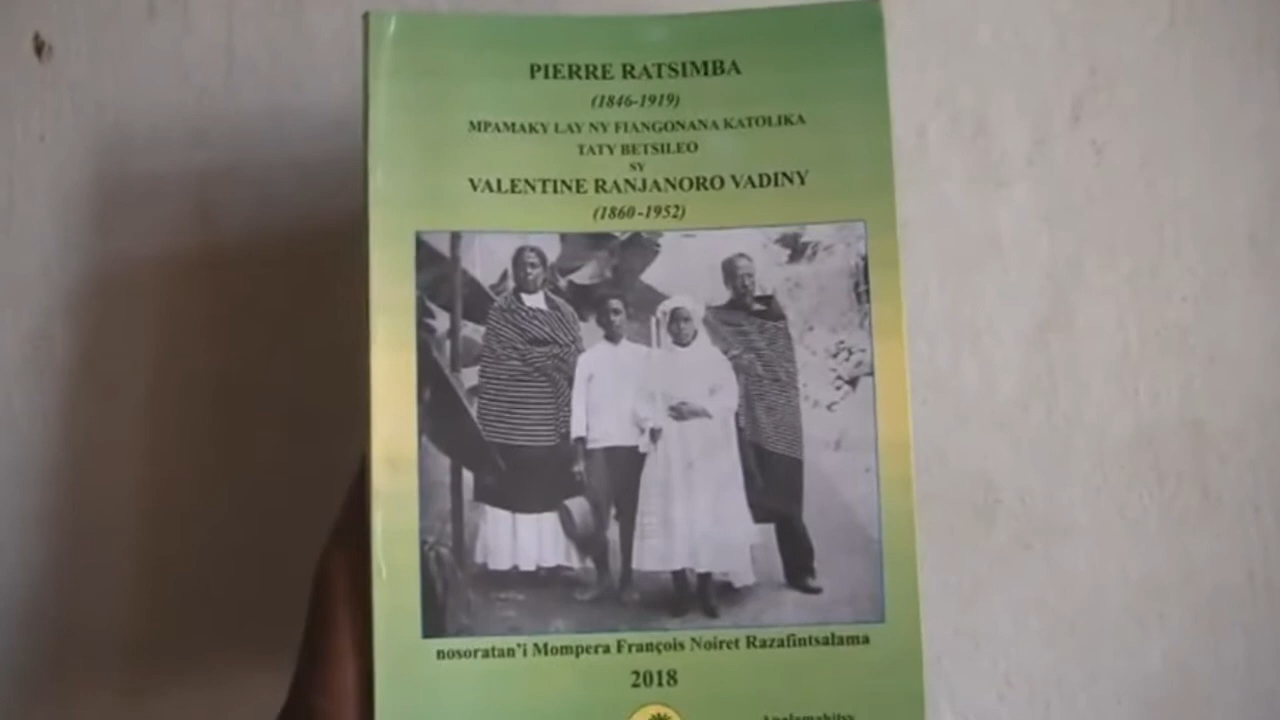 PIERRE RATSIMBA
(1846-1919)
MPAMAKY LAY NY FIANGONANA KATOLIKA
TATY BETSILEO
SY
VALENTINE RANJANORO VADINY
(1860-1952)
nosoratan'i Mompera François Noiret Razafintsalama
2018